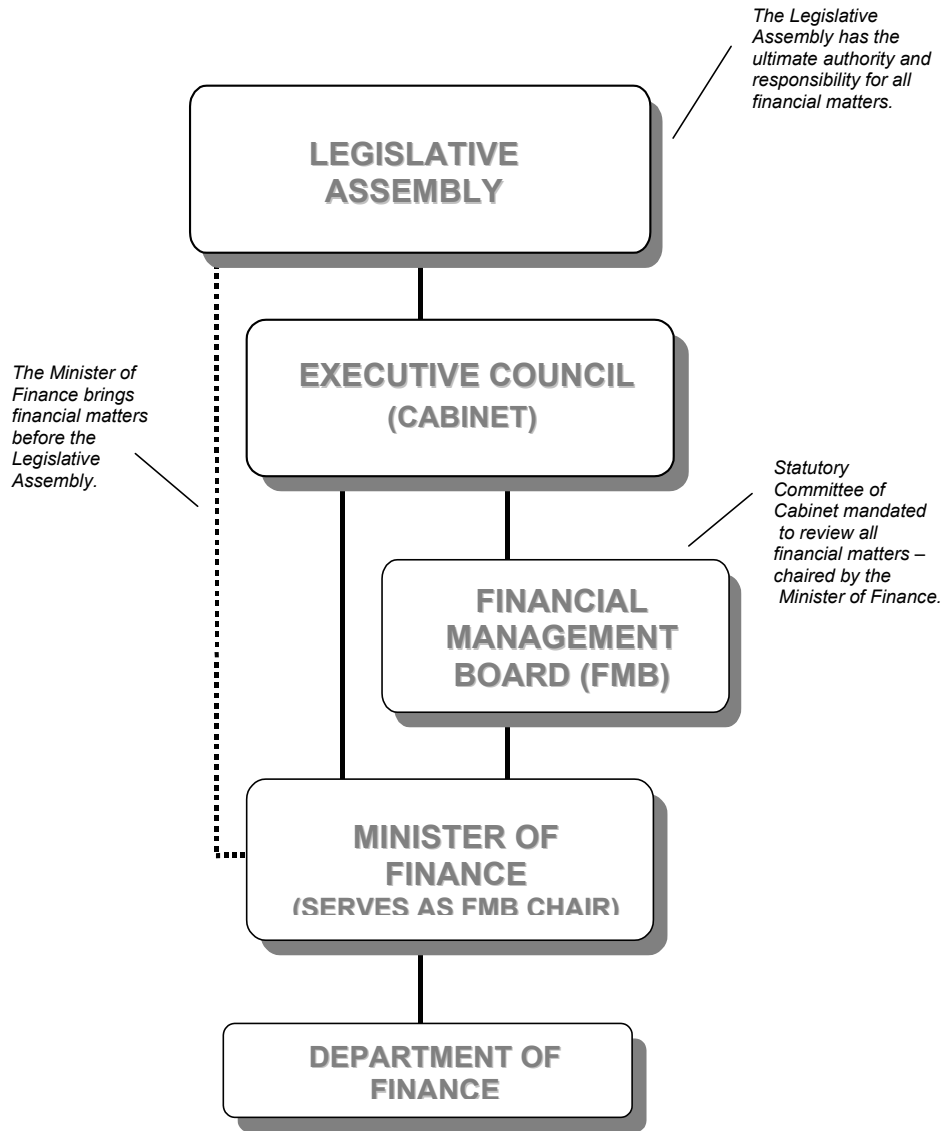 The Legislative
Assembly has the
ultimate authority and
responsibility for all
financial matters.
LEGISLATIVE
ASSEMBLY
EXECUTIVE COUNCIL
(CABINET)
The Minister of
Finance brings
financial matters
before the
Legislative
Assembly.
Statutory
Committee of
Cabinet mandated
to review all
financial matters –
chaired by the
Minister of Finance.
FINANCIAL
MANAGEMENT
BOARD (FMB)
MINISTER OF
FINANCE
(SERVES AS FMB CHAIR)
DEPARTMENT OF
FINANCE